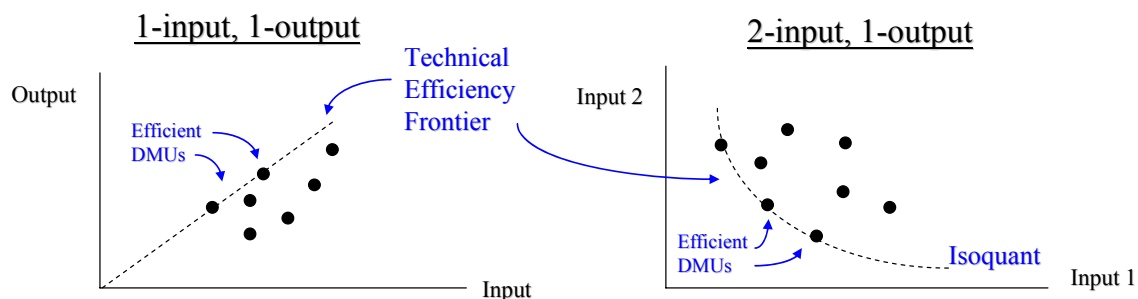 1-input, 1-output
Output
Efficient
DMUs
Input
Technical
Efficiency
Frontier
2-input, 1-output
Input 2
Efficient
DMUs
Isoquant
Input 1